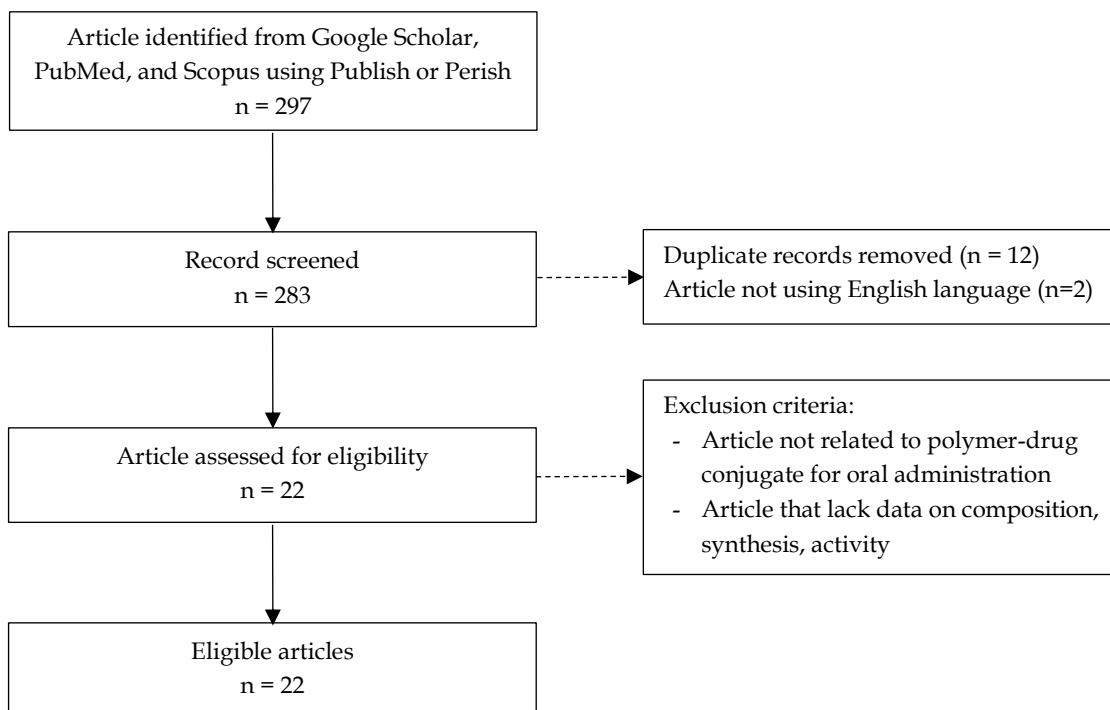 Article identified from Google Scholar,
PubMed, and Scopus using Publish or Perish
n = 297
Record screened
n = 283
Duplicate records removed (n = 12)
Article not using English language (n=2)
Exclusion criteria:
- Article not related to polymer-drug
conjugate for oral administration
- Article that lack data on composition,
synthesis, activity
Article assessed for eligibility
n = 22
Eligible articles
n = 22